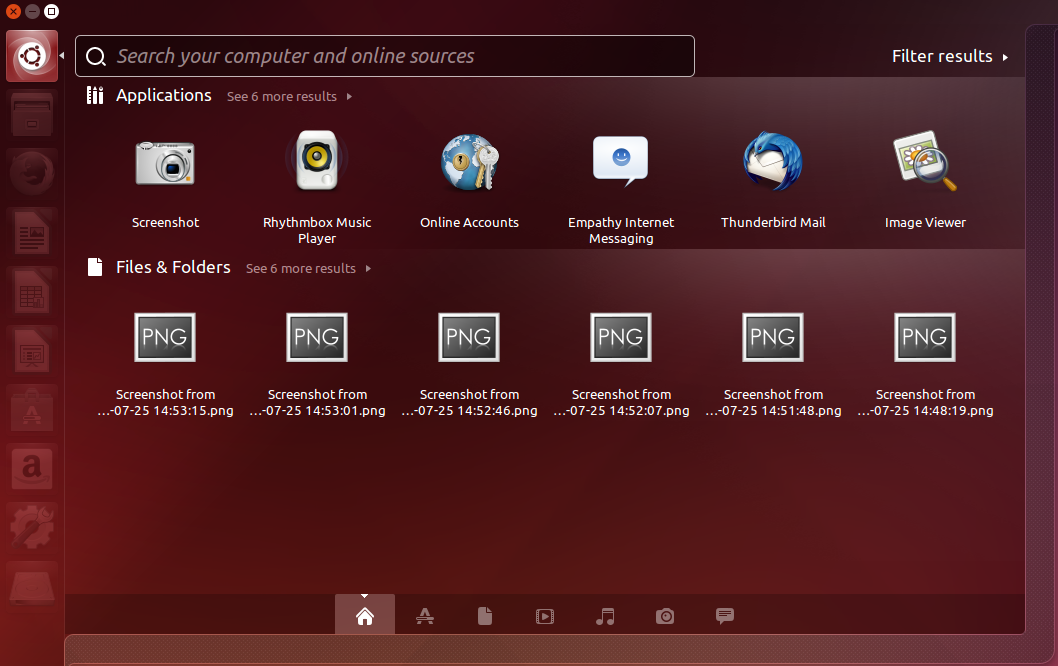 Search your computer and online sources
Filter results
Applications See 6 more results
Screenshot
Rhythmbox Music
Player
Online Accounts
Empathy Internet
Messaging
Thunderbird Mail
Image Viewer
Files & Folders See 6 more results
PNG PNG PNG PNG PNG PNG
Screenshot from
...-07-25 14:53:15.png
Screenshot from
...-07-25 14:53:01.png
Screenshot from
...-07-25 14:52:46.png
Screenshot from
...-07-25 14:52:07.png
Screenshot from
...-07-25 14:51:48.png
Screenshot from
...-07-25 14:48:19.png
a